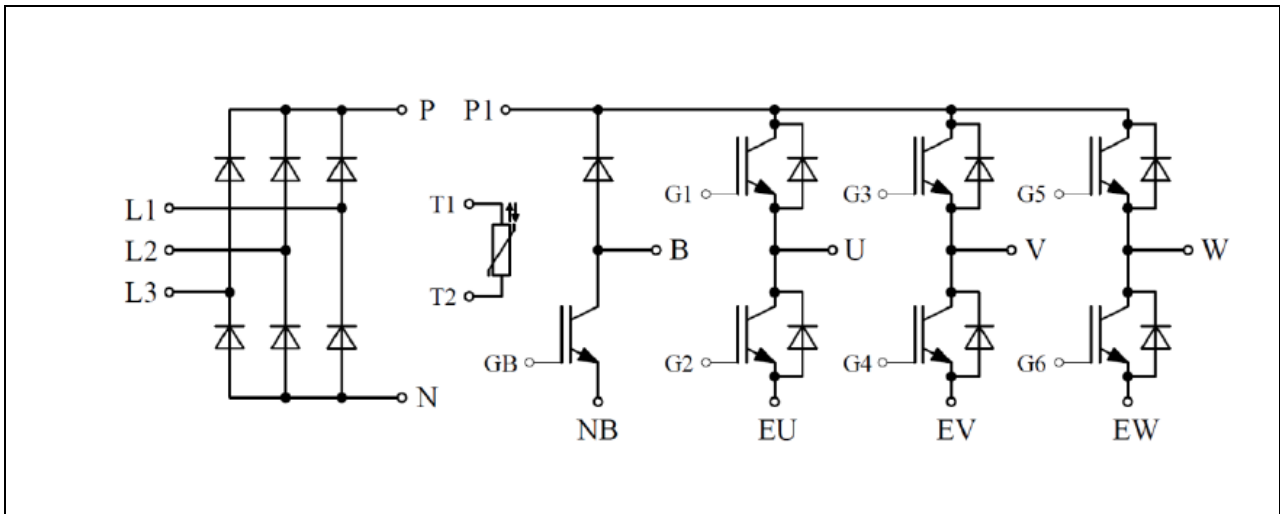 P P1
G1 G3 G5
L1 T1
L2 B U V W
L3 T2
GB G2 G4 G6
N
NB EU EV EW